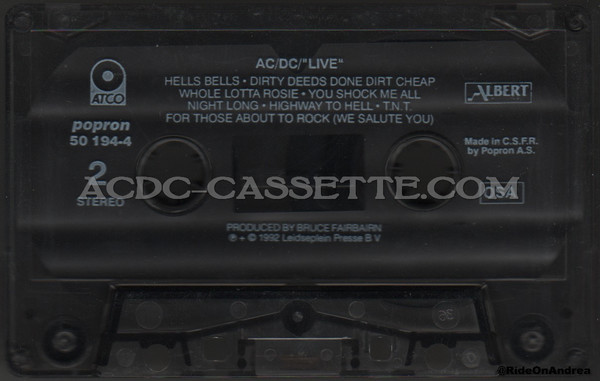 AC/DC/"LIVE"
HELLS BELLS • DIRTY DEEDS DONE DIRT CHEAP
WHOLE LOTTA ROSIE • YOU SHOCK ME ALL
NIGHT LONG • HIGHWAY TO HELL • T.N.T.
FOR THOSE ABOUT TO ROCK (WE SALUTE YOU)
ATCO
ALBERT
popron
50 194-4
Made in C.S.F.R.
by Popron A.S.
2
STEREO
ACDC-CASSETTE.COM
OSA
PRODUCED BY BRUCE FAIRBAIRN
℗ + © 1992 Leidseplein Presse B V
©RideOnAndrea